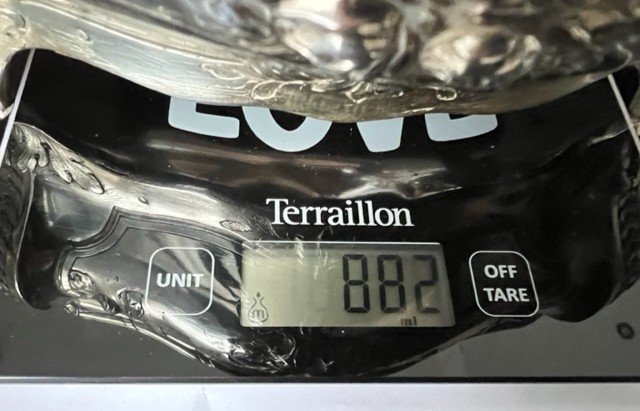 LOVE
Terraillon
UNIT
882
ml
m
OFF
TARE